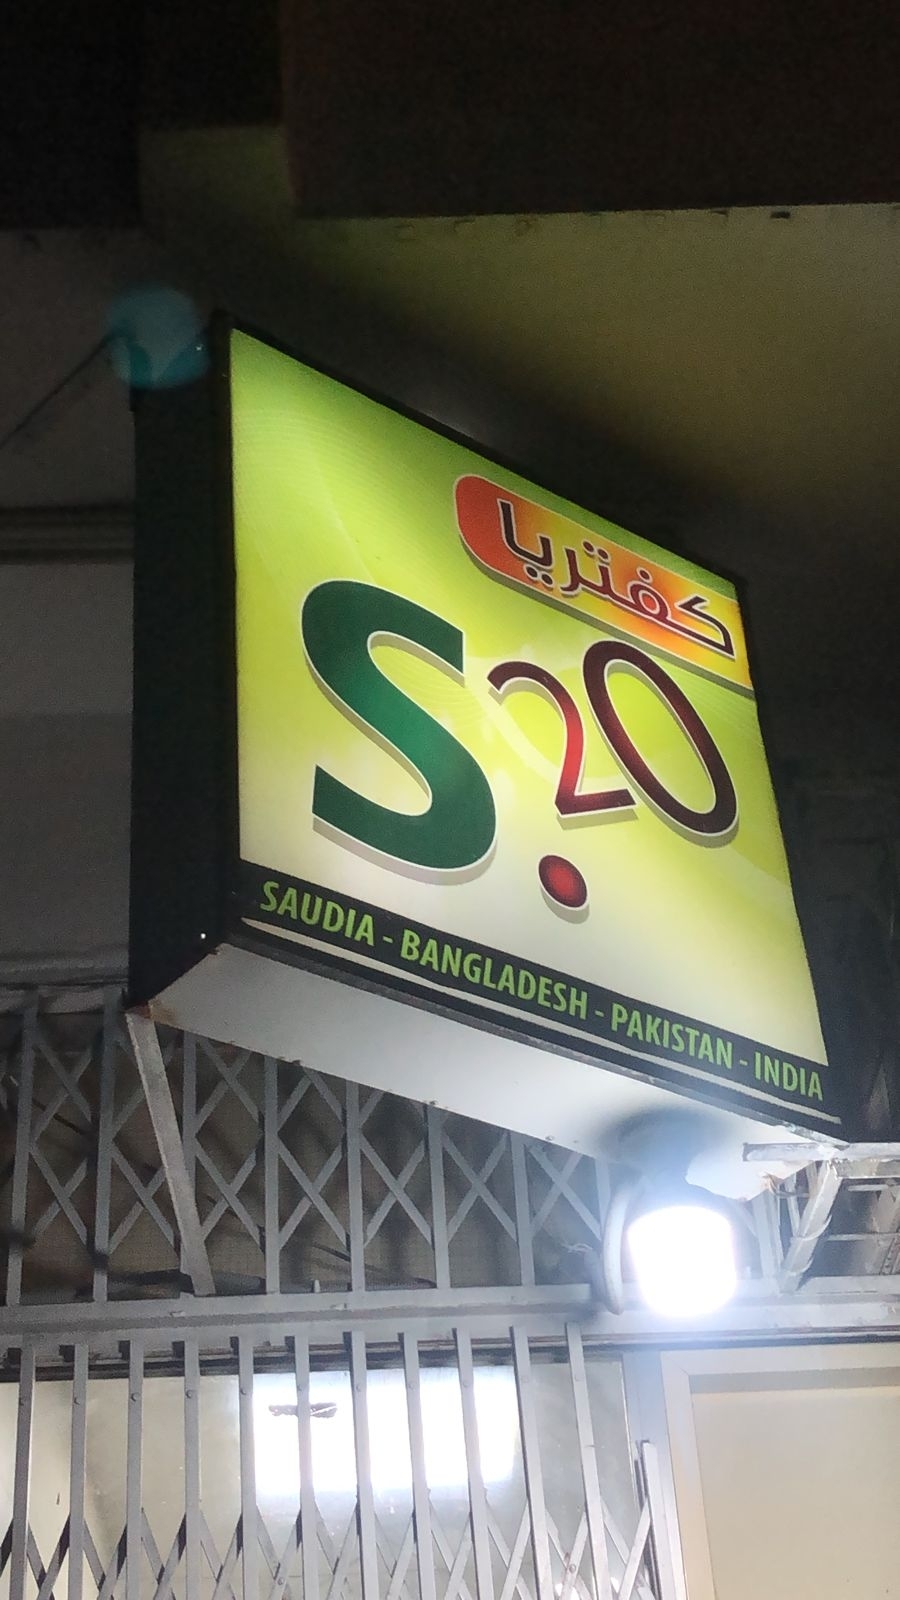 كفتريا
S.20
SAUDIA - BANGLADESH - PAKISTAN - INDIA